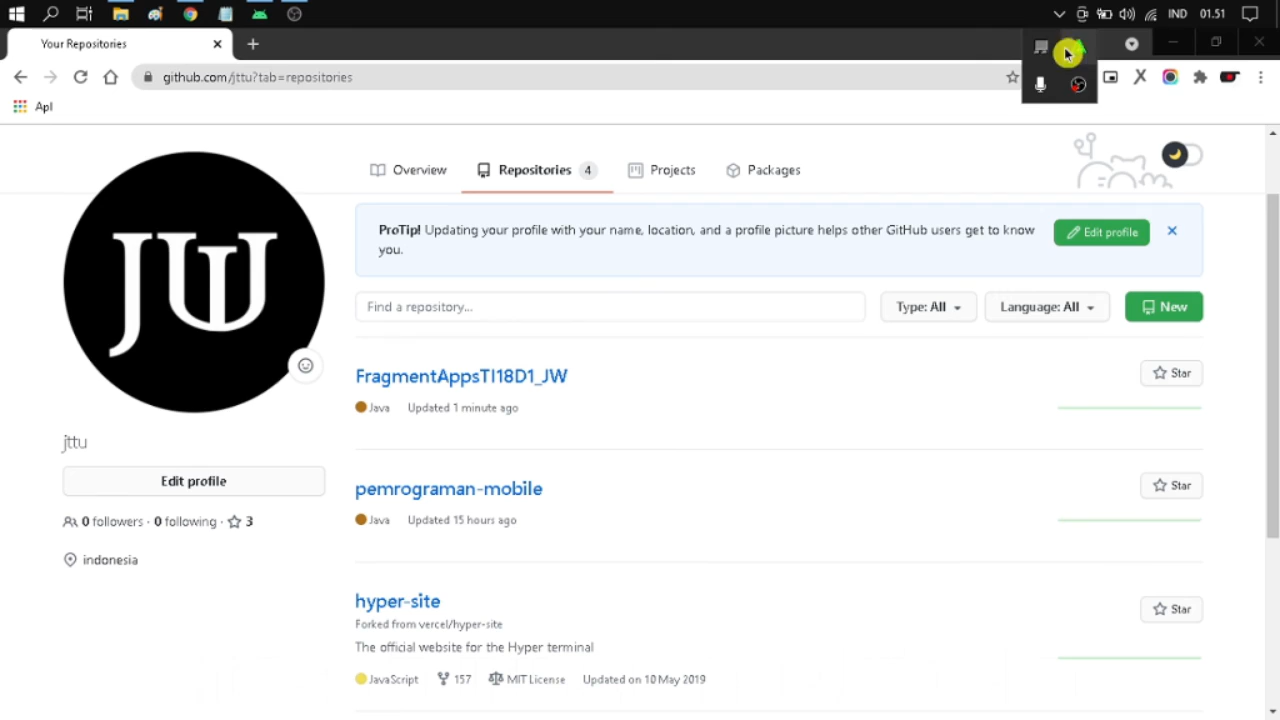 IND 01.51
Your Repositories
github.com/jttu?tab=repositories
Apl
Overview Repositories 4 Projects Packages
ProTip! Updating your profile with your name, location, and a profile picture helps other GitHub users get to know
you.
Edit profile
Find a repository... Type: All Language: All New
JW
FragmentAppsTI18D1_JW
Star
Java Updated 1 minute ago
jttu
Edit profile
0 followers · 0 following · 3
indonesia
pemrograman-mobile
Star
Java Updated 15 hours ago
hyper-site
Star
Forked from vercel/hyper-site
The official website for the Hyper terminal
JavaScript 157 MIT License Updated on 10 May 2019